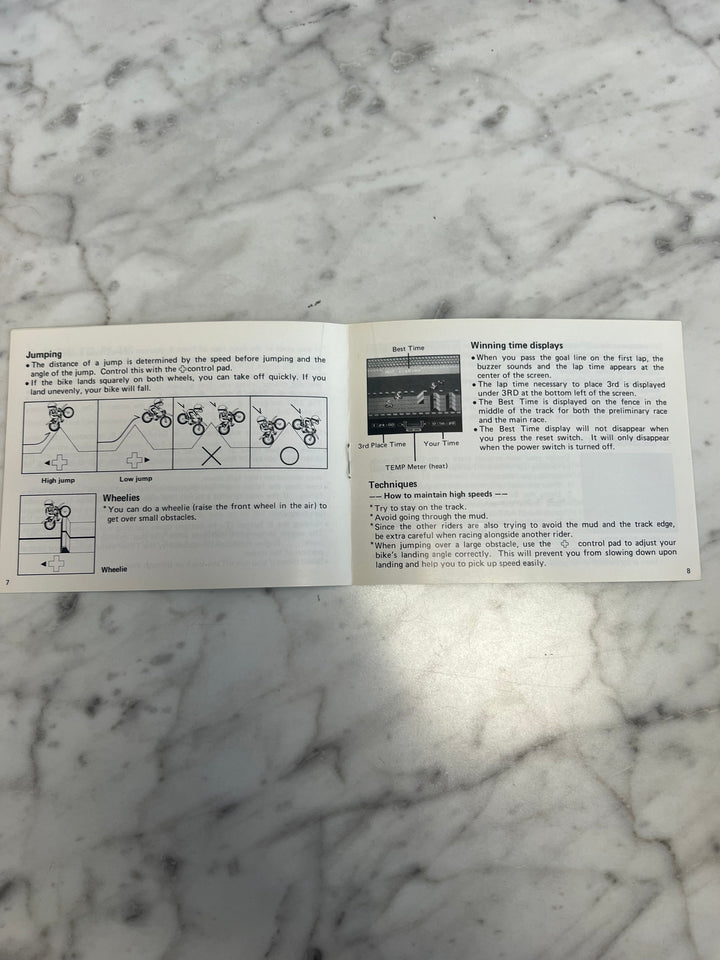 Jumping
• The distance of a jump is determined by the speed before jumping and the
angle of the jump. Control this with the control pad.
• If the bike lands squarely on both wheels, you can take off quickly. If you
land unevenly, your bike will fall.
High jump
Low jump
Wheelies
* You can do a wheelie (raise the front wheel in the air) to
get over small obstacles.
Wheelie
7
Best Time
3rd Place Time
Your Time
TEMP Meter (heat)
Winning time displays
• When you pass the goal line on the first lap, the
buzzer sounds and the lap time appears at the
center of the screen.
• The lap time necessary to place 3rd is displayed
under 3RD at the bottom left of the screen.
• The Best Time is displayed on the fence in the
middle of the track for both the preliminary race
and the main race.
• The Best Time display will not disappear when
you press the reset switch. It will only disappear
when the power switch is turned off.
Techniques
—— How to maintain high speeds ——
* Try to stay on the track.
* Avoid going through the mud.
* Since the other riders are also trying to avoid the mud and the track edge,
be extra careful when racing alongside another rider.
* When jumping over a large obstacle, use the control pad to adjust your
bike's landing angle correctly. This will prevent you from slowing down upon
landing and help you to pick up speed easily.
8